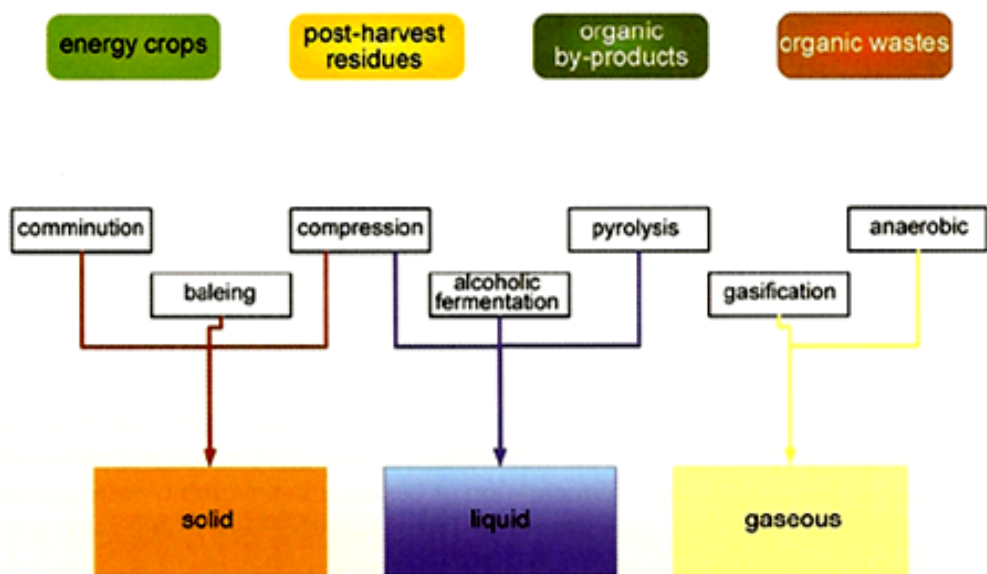 energy crops
post-harvest
residues
organic
by-products
organic wastes
comminution
compression
pyrolysis
anaerobic
baleing
alcoholic
fermentation
gasification
solid
liquid
gaseous